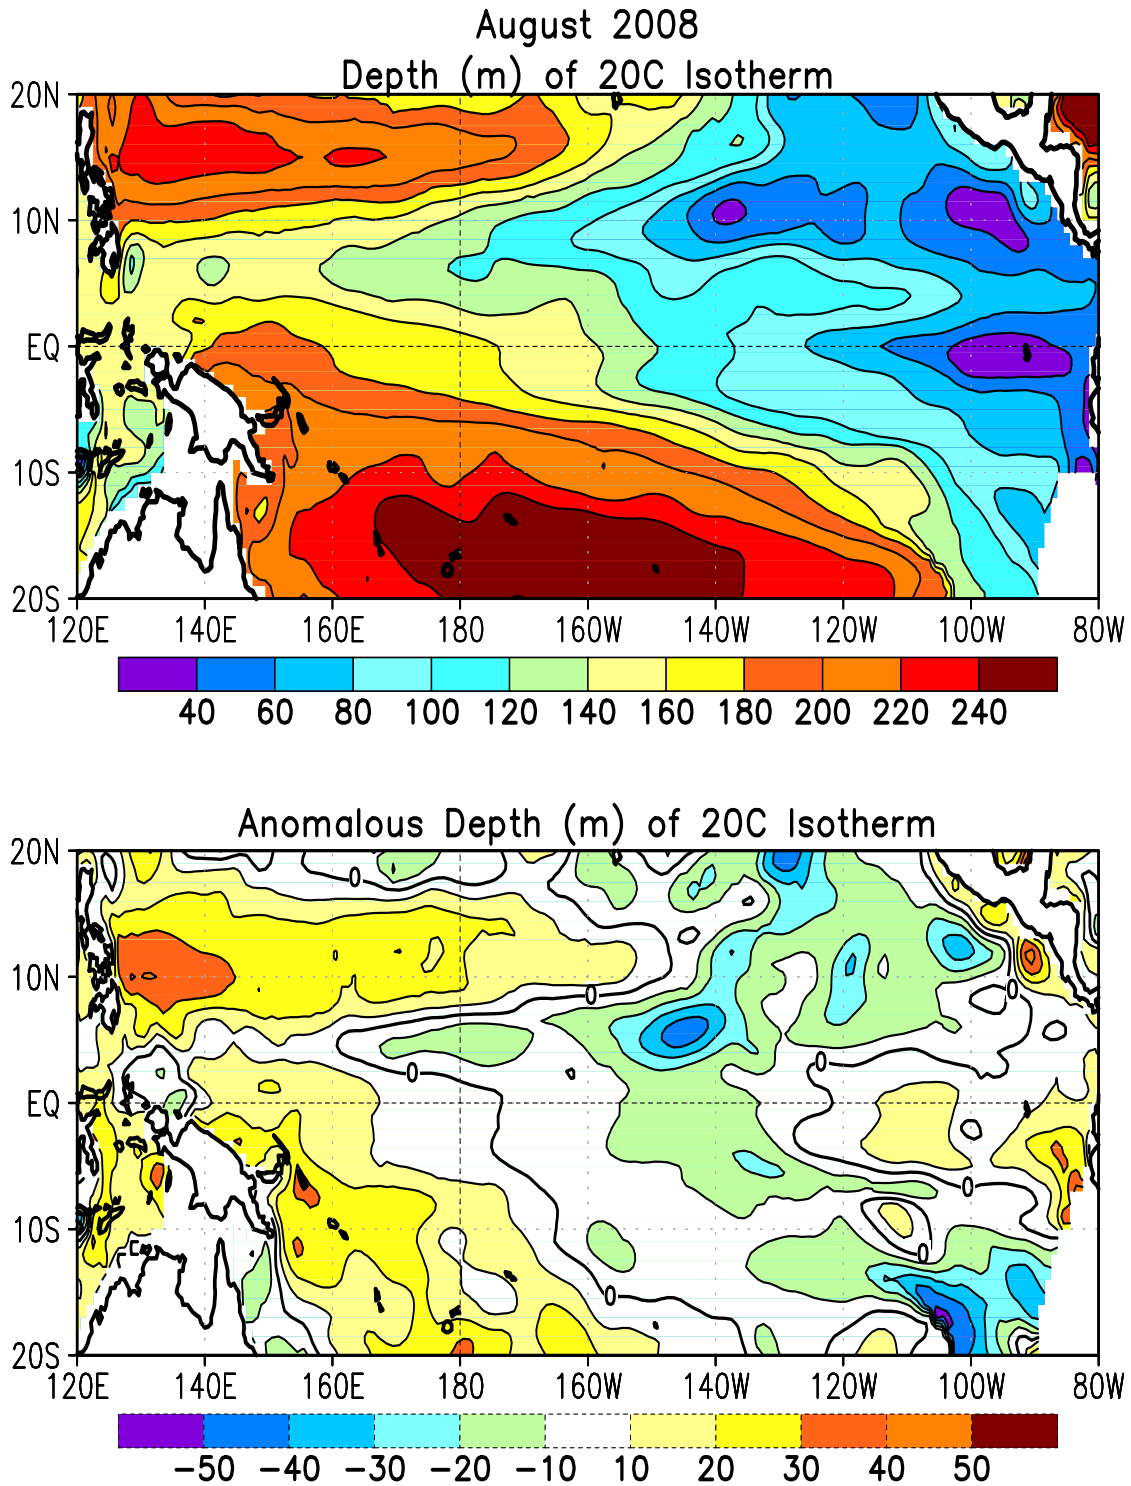 August 2008
Depth (m) of 20C Isotherm
20N
10N
EQ
10S
20S
120E 140E 160E 180 160W 140W 120W 100W 80W
40 60 80 100 120 140 160 180 200 220 240
Anomalous Depth (m) of 20C Isotherm
20N
0
10N
0
0
0
0
EQ
0
10S
0
0
20S
120E 140E 160E 180 160W 140W 120W 100W 80W
-50 -40 -30 -20 -10 10 20 30 40 50